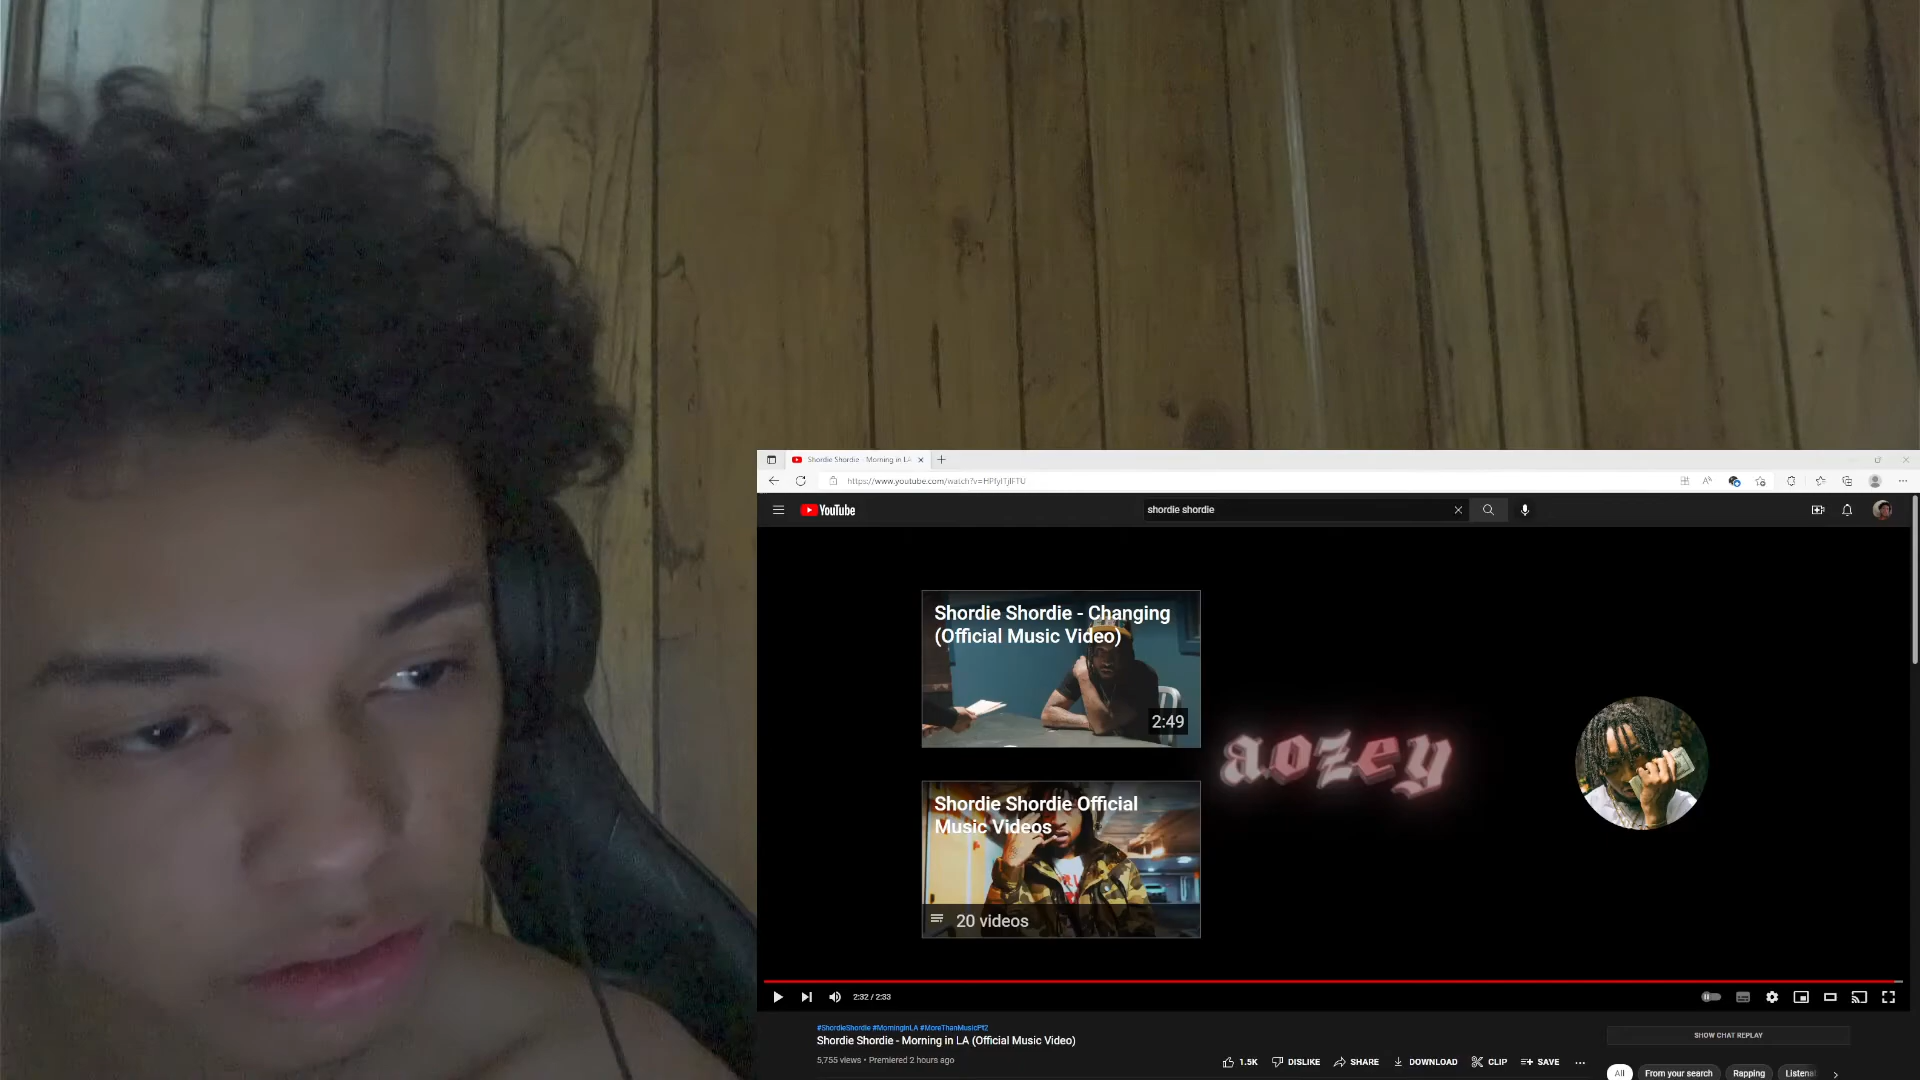 Shordie Shordie - Morning in LA
https://www.youtube.com/watch?v=HPfyITjlFTU
YouTube
shordie shordie
Shordie Shordie - Changing
(Official Music Video)
2:49
aozey
Shordie Shordie Official
Music Videos
20 videos
2:32 / 2:33
#ShordieShordie #MorninginLA #MoreThanMusicPt2
Shordie Shordie - Morning in LA (Official Music Video)
5,755 views • Premiered 2 hours ago
1.5K DISLIKE SHARE DOWNLOAD CLIP SAVE
SHOW CHAT REPLAY
All From your search Rapping Listenat